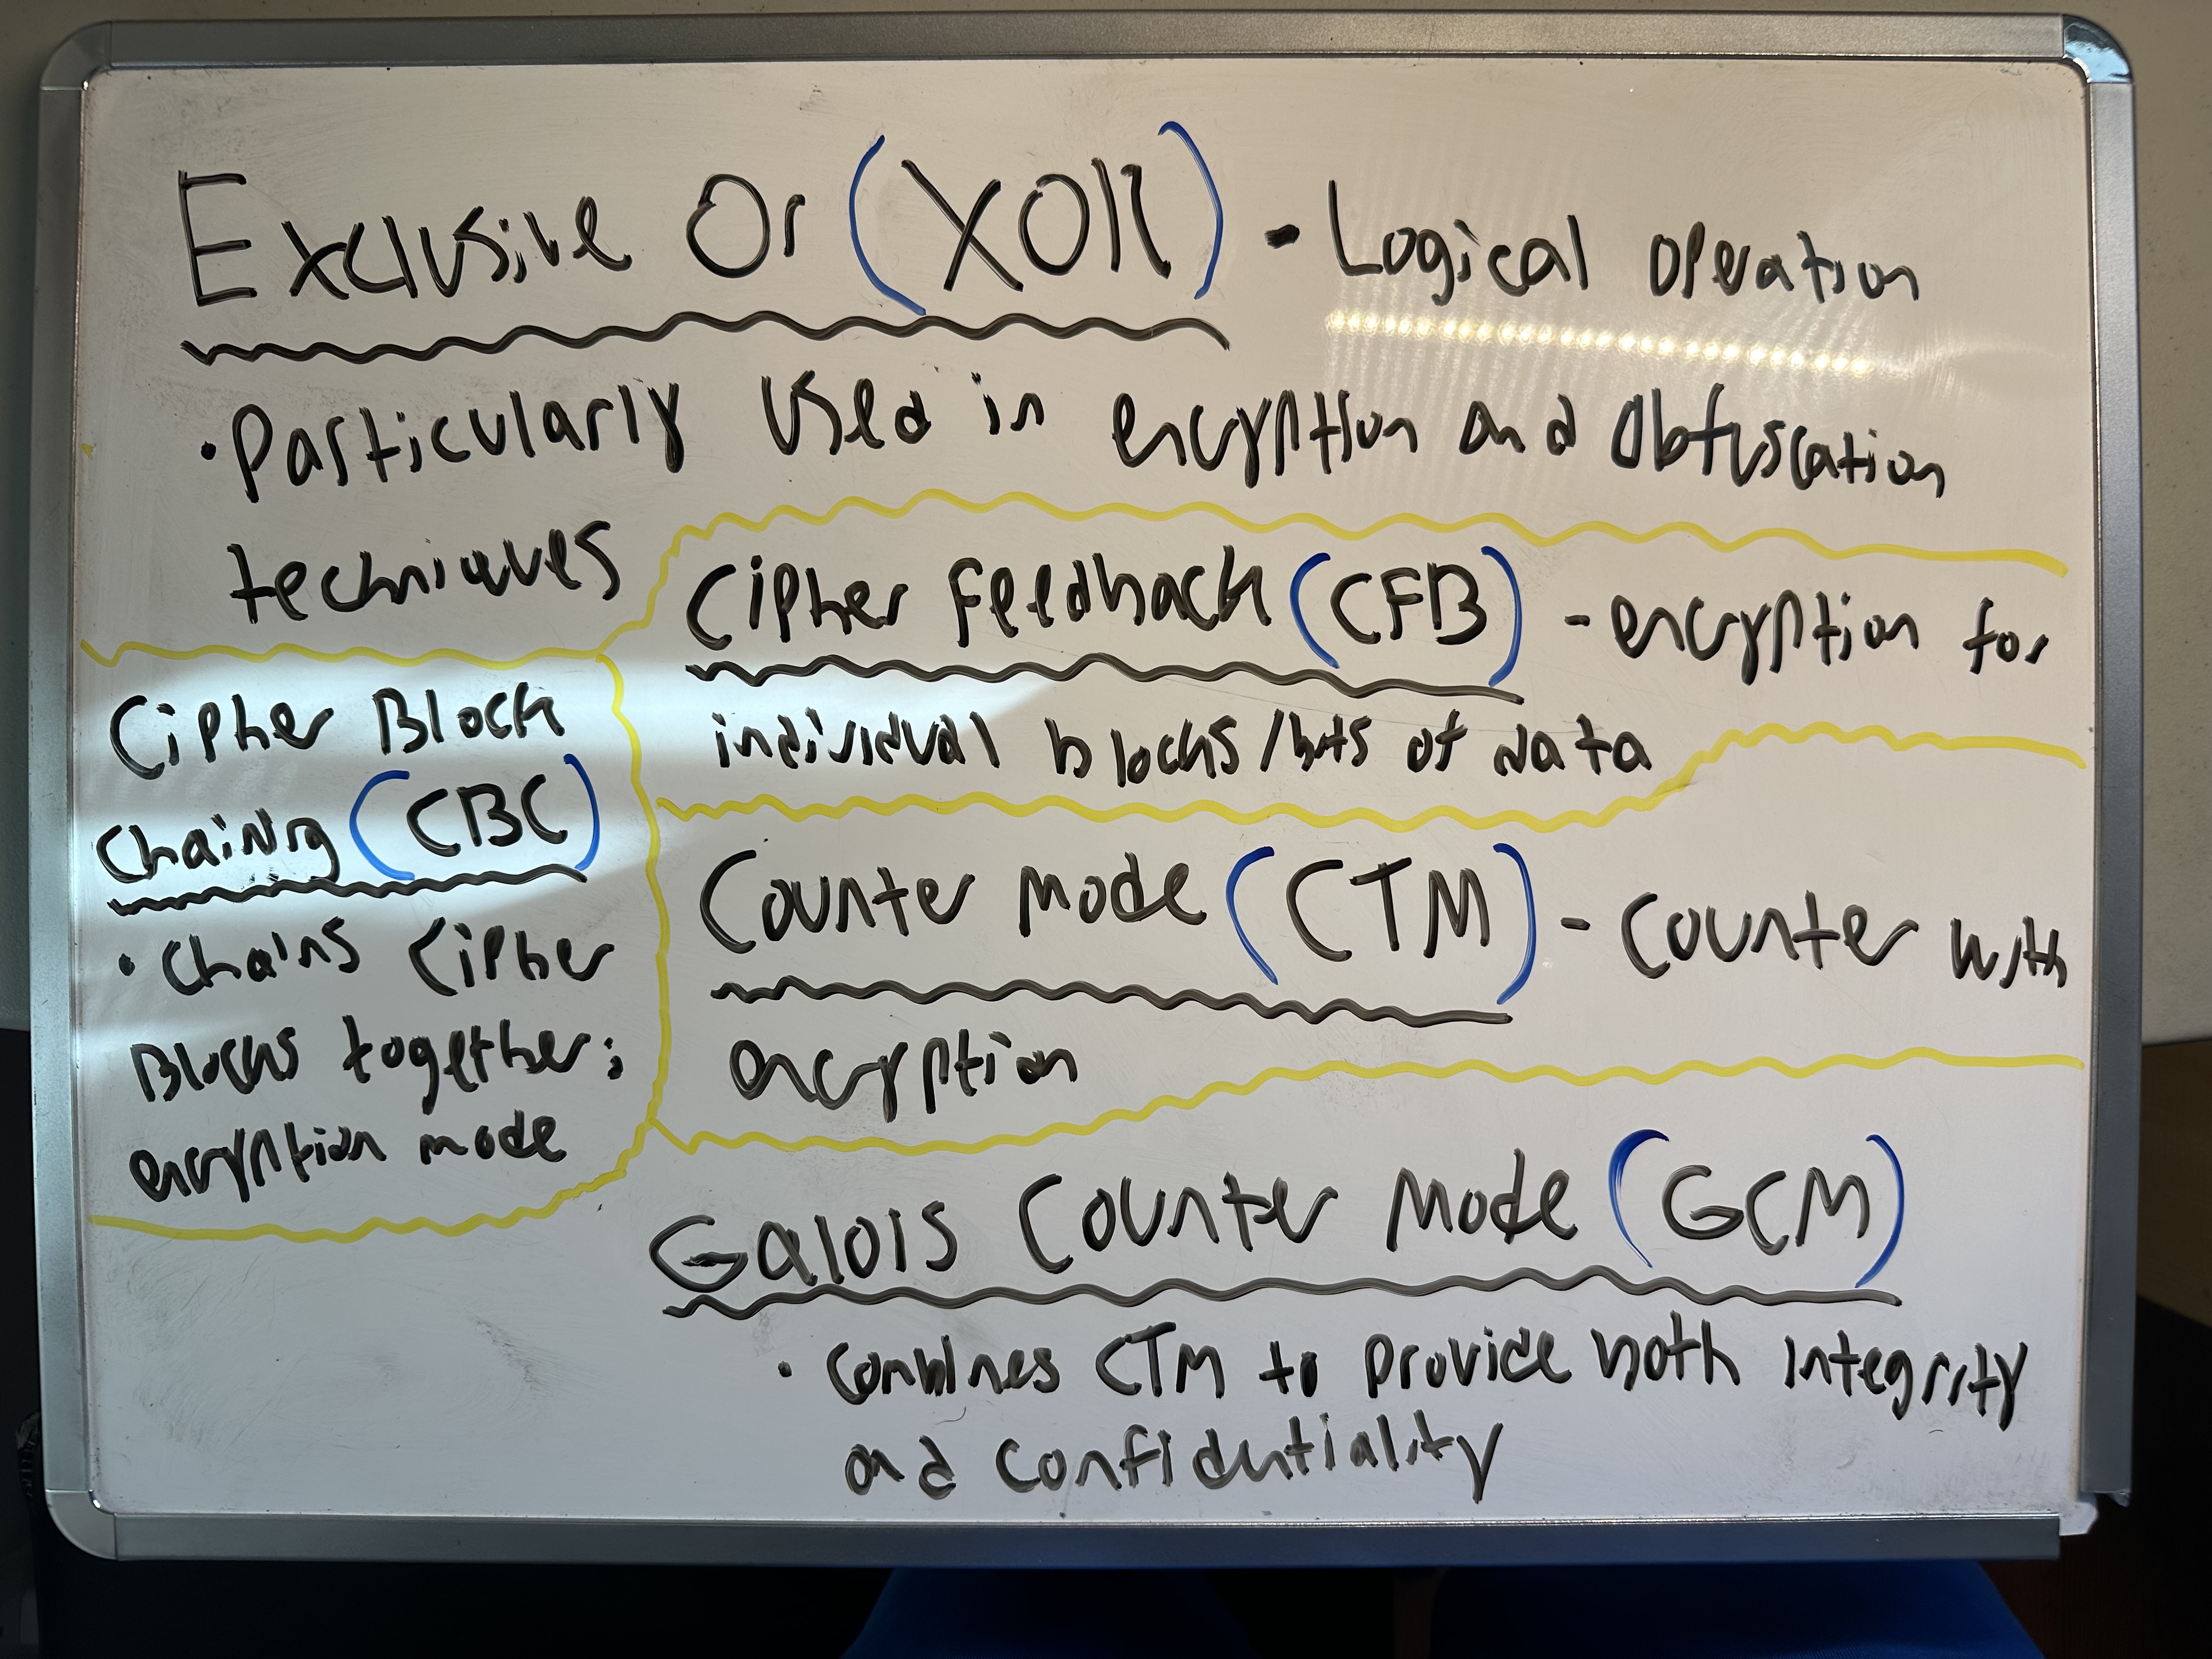 Exclusive Or (XOR) - Logical operation
• Particularly used in encryption and obfuscation
techniques
Cipher Block
Chaining (CBC)
• Chains Cipher
Blocks together;
encryption mode
Cipher Feedback (CFB) - encryption for
individual blocks/bits of data
Counter Mode (CTM) - Counter with
encryption
Galois Counter Mode (GCM)
• Combines CTM to provide both integrity
and confidentiality